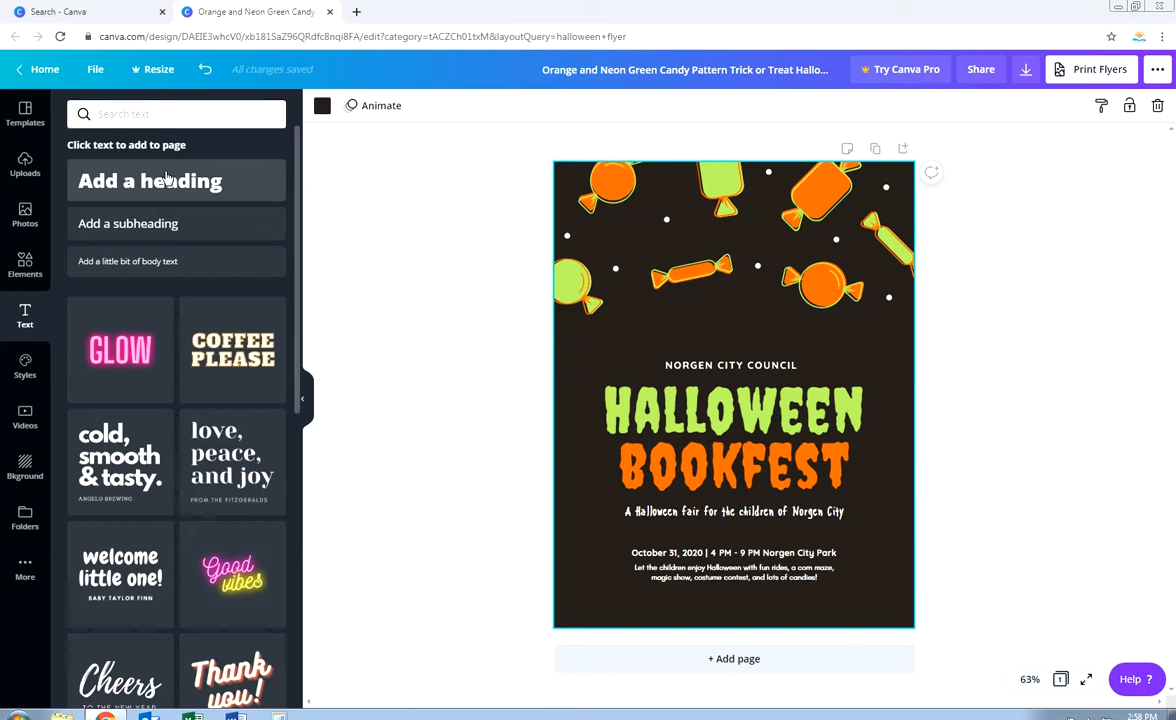 Search - Canva
Orange and Neon Green Candy
canva.com/design/DAEIE3whcV0/xb181SaZ96QRdfc8nqi8FA/edit?category=tACZCh01txM&layoutQuery=halloween+flyer
Home
File
Resize
All changes saved
Orange and Neon Green Candy Pattern Trick or Treat Hallo...
Try Canva Pro
Share
Print Flyers
Templates
Uploads
Photos
Elements
Text
Styles
Videos
Bkground
Folders
More
Search text
Click text to add to page
Add a heading
Add a subheading
Add a little bit of body text
GLOW
COFFEE
PLEASE
cold,
smooth
& tasty.
ANGELO BREWING
love,
peace,
and joy
FROM THE FITZGERALDS
welcome
little one!
BABY TAYLOR FINN
Good
vibes
Cheers
TO THE NEW YEAR
Thank
you!
Animate
NORGEN CITY COUNCIL
HALLOWEEN
BOOKFEST
A Halloween fair for the children of Norgen City
October 31, 2020 | 4 PM - 9 PM Norgen City Park
Let the children enjoy Halloween with fun rides, a corn maze,
magic show, costume contest, and lots of candies!
+ Add page
63%
1
Help ?
2:58 PM